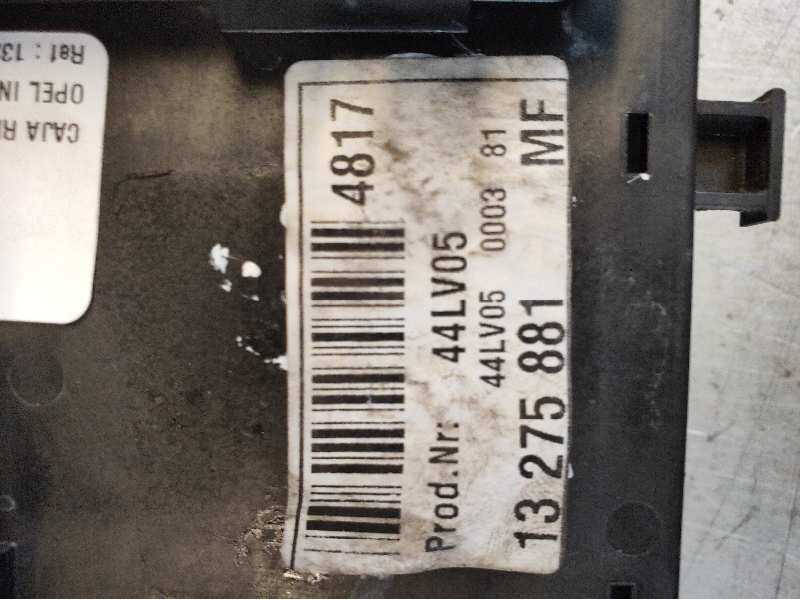 4817
Prod.Nr: 44LV05
44LV05 0003 81
13 275 881 MF
CAJA
OPEL IN
Ref: 13